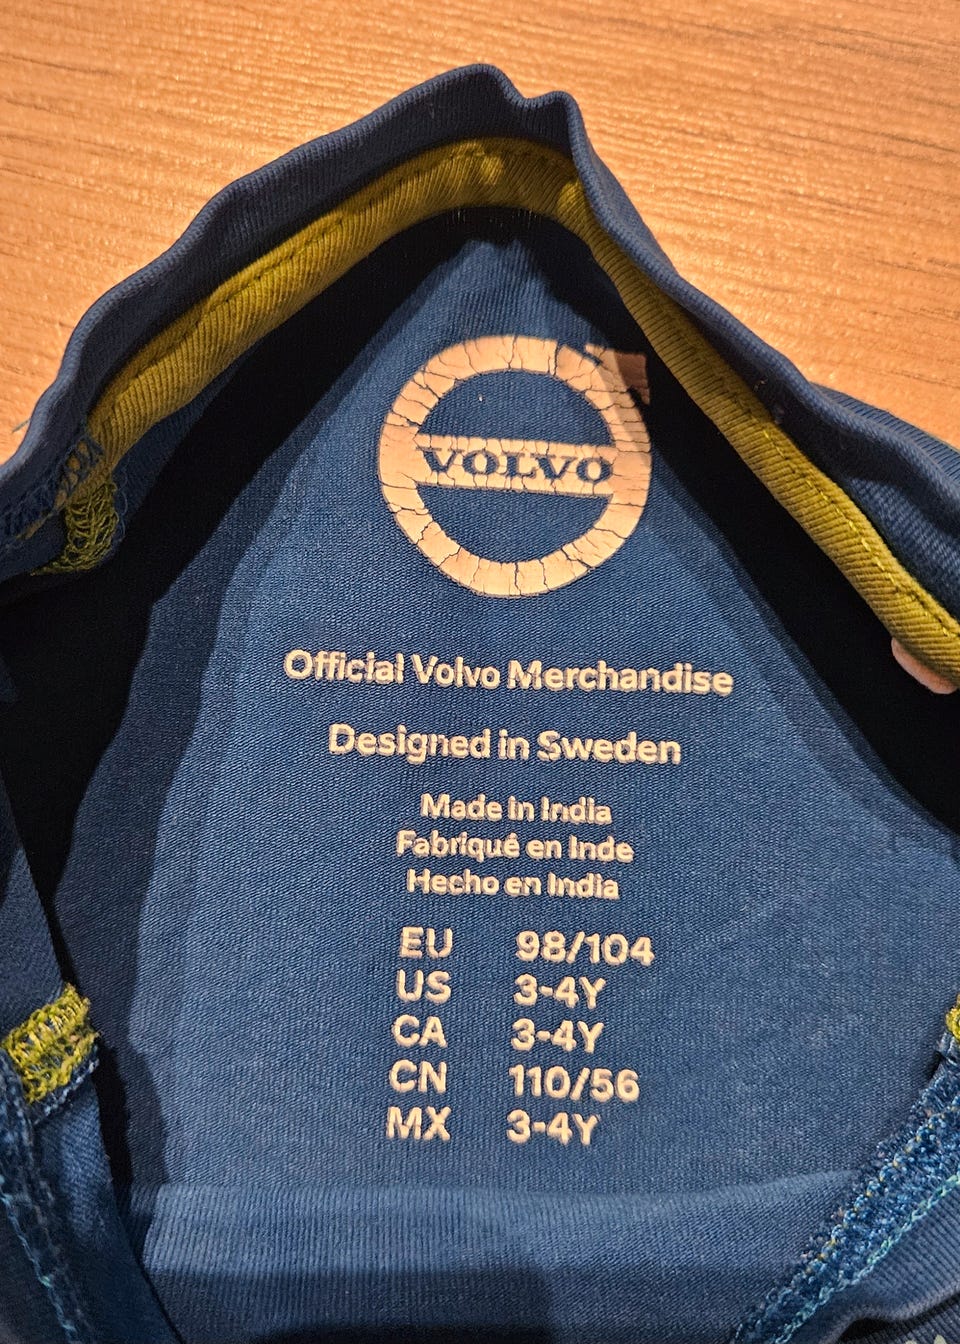 VOLVO
Official Volvo Merchandise
Designed in Sweden
Made in India
Fabriqué en Inde
Hecho en India
EU 98/104
US 3-4Y
CA 3-4Y
CN 110/56
MX 3-4Y